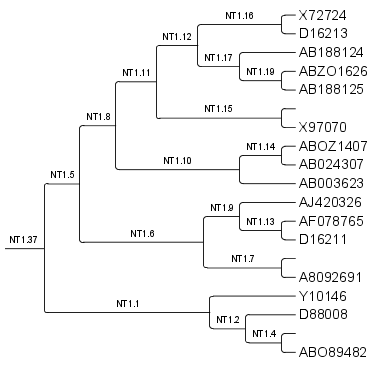 NT1.16 X72724
D16213
NT1.12
NT1.17 AB188124
NT1.11 NT1.19 ABZO1626
AB188125
NT1.15
NT1.8 X97070
NT1.14 ABOZ1407
NT1.10 AB024307
NT1.5 AB003623
NT1.9 AJ420326
NT1.13 AF078765
NT1.37 NT1.6 D16211
NT1.7
A8092691
NT1.1 Y10146
NT1.2 D88008
NT1.4
ABO89482